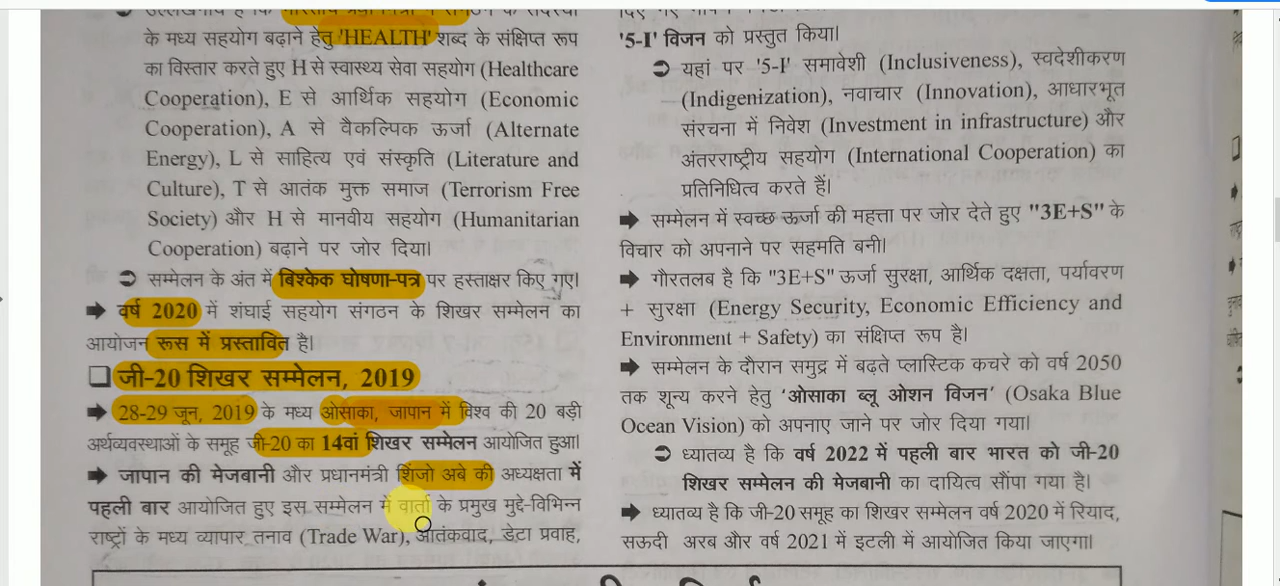 के मध्य सहयोग बढ़ाने हेतु 'HEALTH' शब्द के संक्षिप्त रूप
का विस्तार करते हुए H से स्वास्थ्य सेवा सहयोग (Healthcare
Cooperation), E से आर्थिक सहयोग (Economic
Cooperation), A से वैकल्पिक ऊर्जा (Alternate
Energy), L से साहित्य एवं संस्कृति (Literature and
Culture), T से आतंक मुक्त समाज (Terrorism Free
Society) और H से मानवीय सहयोग (Humanitarian
Cooperation) बढ़ाने पर जोर दिया।
➲ सम्मेलन के अंत में बिश्केक घोषणा-पत्र पर हस्ताक्षर किए गए।
➡ वर्ष 2020 में शंघाई सहयोग संगठन के शिखर सम्मेलन का
आयोजन रूस में प्रस्तावित है।
❑ जी-20 शिखर सम्मेलन, 2019
➡ 28-29 जून, 2019 के मध्य ओसाका, जापान में विश्व की 20 बड़ी
अर्थव्यवस्थाओं के समूह जी-20 का 14वां शिखर सम्मेलन आयोजित हुआ।
➡ जापान की मेजबानी और प्रधानमंत्री शिंजो अबे की अध्यक्षता में
पहली बार आयोजित हुए इस सम्मेलन में वार्ता के प्रमुख मुद्दे-विभिन्न
राष्ट्रों के मध्य व्यापार तनाव (Trade War), आतंकवाद, डेटा प्रवाह,
'5-I' विजन को प्रस्तुत किया।
➲ यहां पर '5-I' समावेशी (Inclusiveness), स्वदेशीकरण
(Indigenization), नवाचार (Innovation), आधारभूत
संरचना में निवेश (Investment in infrastructure) और
अंतरराष्ट्रीय सहयोग (International Cooperation) का
प्रतिनिधित्व करते हैं।
➡ सम्मेलन में स्वच्छ ऊर्जा की महत्ता पर जोर देते हुए "3E+S" के
विचार को अपनाने पर सहमति बनी।
➡ गौरतलब है कि "3E+S" ऊर्जा सुरक्षा, आर्थिक दक्षता, पर्यावरण
+ सुरक्षा (Energy Security, Economic Efficiency and
Environment + Safety) का संक्षिप्त रूप है।
➡ सम्मेलन के दौरान समुद्र में बढ़ते प्लास्टिक कचरे को वर्ष 2050
तक शून्य करने हेतु 'ओसाका ब्लू ओशन विजन' (Osaka Blue
Ocean Vision) को अपनाए जाने पर जोर दिया गया।
➲ ध्यातव्य है कि वर्ष 2022 में पहली बार भारत को जी-20
शिखर सम्मेलन की मेजबानी का दायित्व सौंपा गया है।
➡ ध्यातव्य है कि जी-20 समूह का शिखर सम्मेलन वर्ष 2020 में रियाद,
सऊदी अरब और वर्ष 2021 में इटली में आयोजित किया जाएगा।